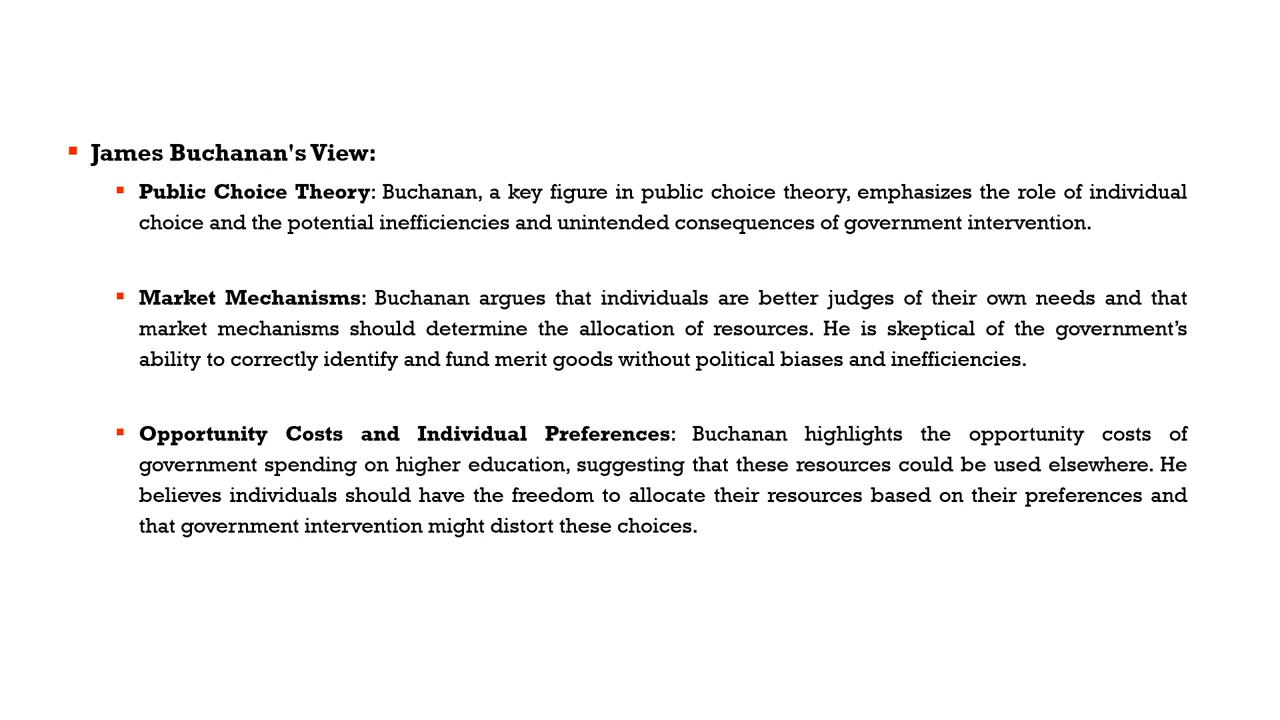 ▪ James Buchanan's View:
▪ Public Choice Theory: Buchanan, a key figure in public choice theory, emphasizes the role of individual
choice and the potential inefficiencies and unintended consequences of government intervention.
▪ Market Mechanisms: Buchanan argues that individuals are better judges of their own needs and that
market mechanisms should determine the allocation of resources. He is skeptical of the government’s
ability to correctly identify and fund merit goods without political biases and inefficiencies.
▪ Opportunity Costs and Individual Preferences: Buchanan highlights the opportunity costs of
government spending on higher education, suggesting that these resources could be used elsewhere. He
believes individuals should have the freedom to allocate their resources based on their preferences and
that government intervention might distort these choices.